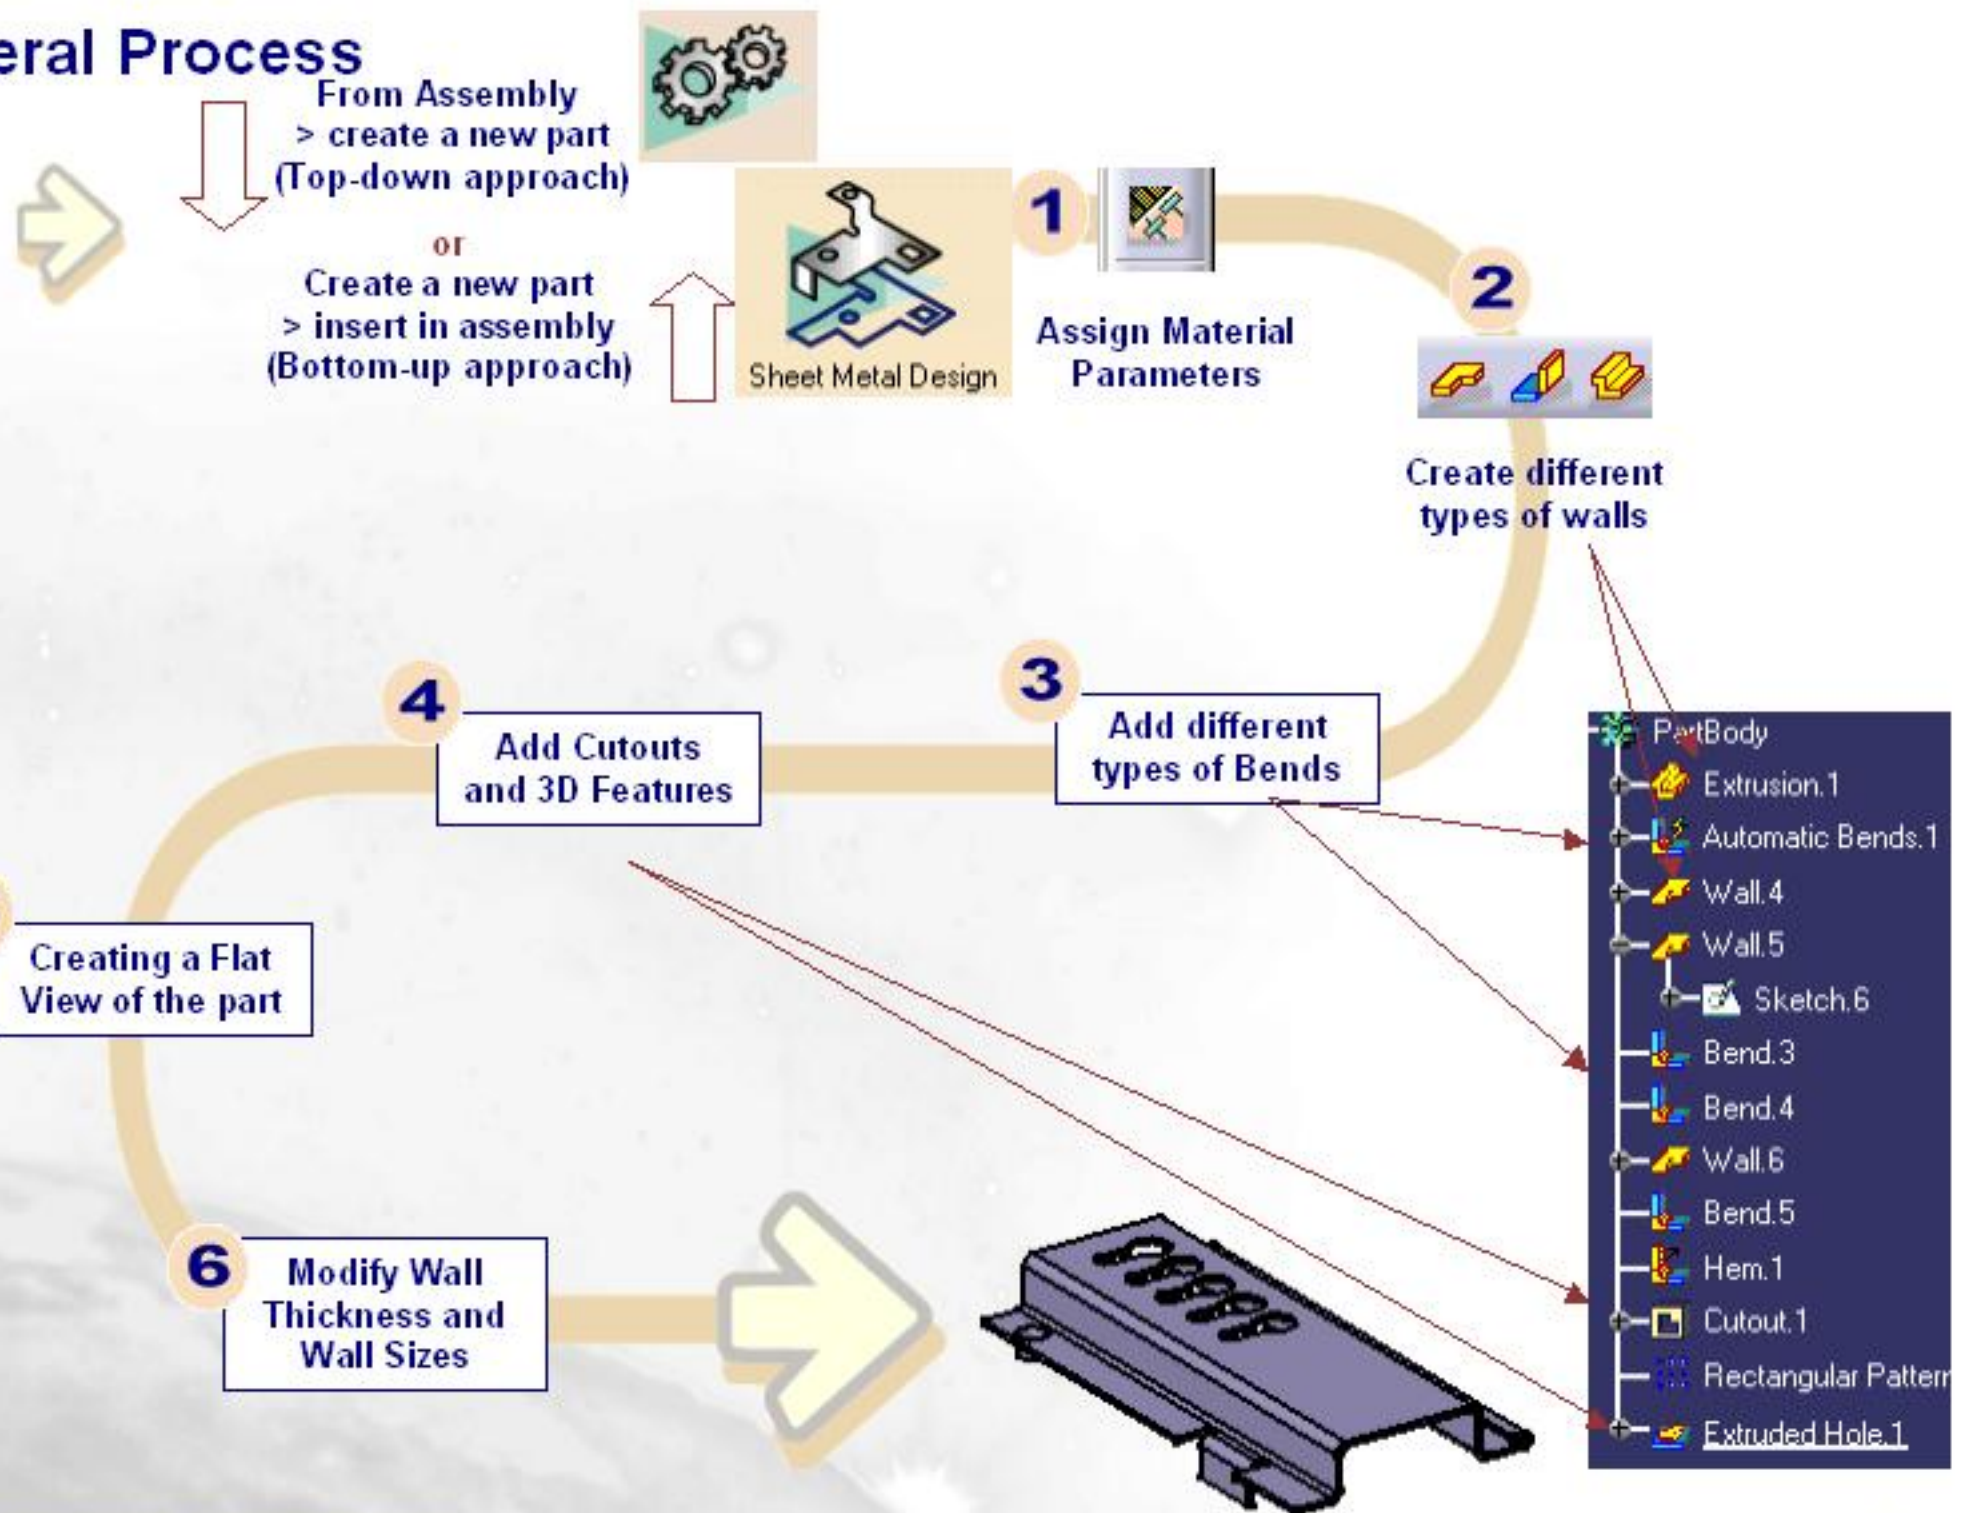 eral Process
From Assembly
> create a new part
(Top-down approach)
or
Create a new part
> insert in assembly
(Bottom-up approach)
Sheet Metal Design
1
Assign Material
Parameters
2
Create different
types of walls
3
Add different
types of Bends
4
Add Cutouts
and 3D Features
Creating a Flat
View of the part
6
Modify Wall
Thickness and
Wall Sizes
PartBody
Extrusion.1
Automatic Bends.1
Wall.4
Wall.5
Sketch.6
Bend.3
Bend.4
Wall.6
Bend.5
Hem.1
Cutout.1
Rectangular Pattern
Extruded Hole.1